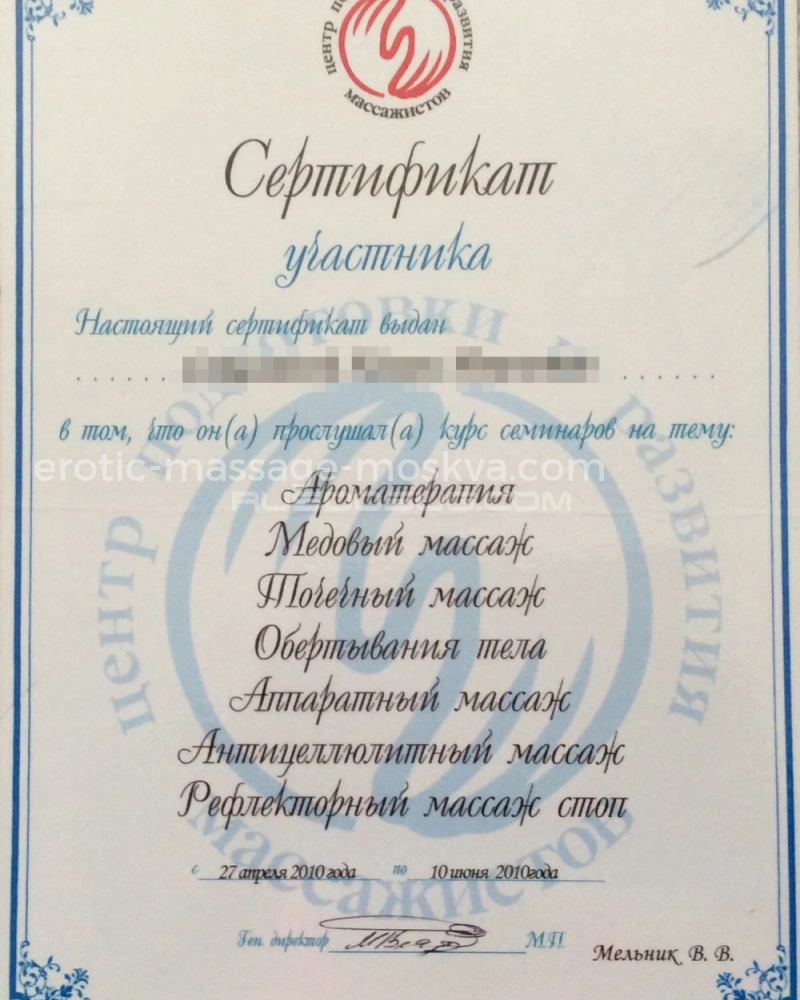 центр
развития
массажистов
Сертификат
участника
Настоящий сертификат выдан
в том, что он(а) прослушал(а) курс семинаров на тему:
erotic-massage-moskva.com
Ароматерапия
Медовый массаж
Точечный массаж
Обертывания тела
Аппаратный массаж
Антицеллюлитный массаж
Рефлекторный массаж стоп
центр подготовки и развития
массажистов
с 27 апреля 2010 года по 10 июня 2010года
Ген. директор М.П.
Мельник В. В.